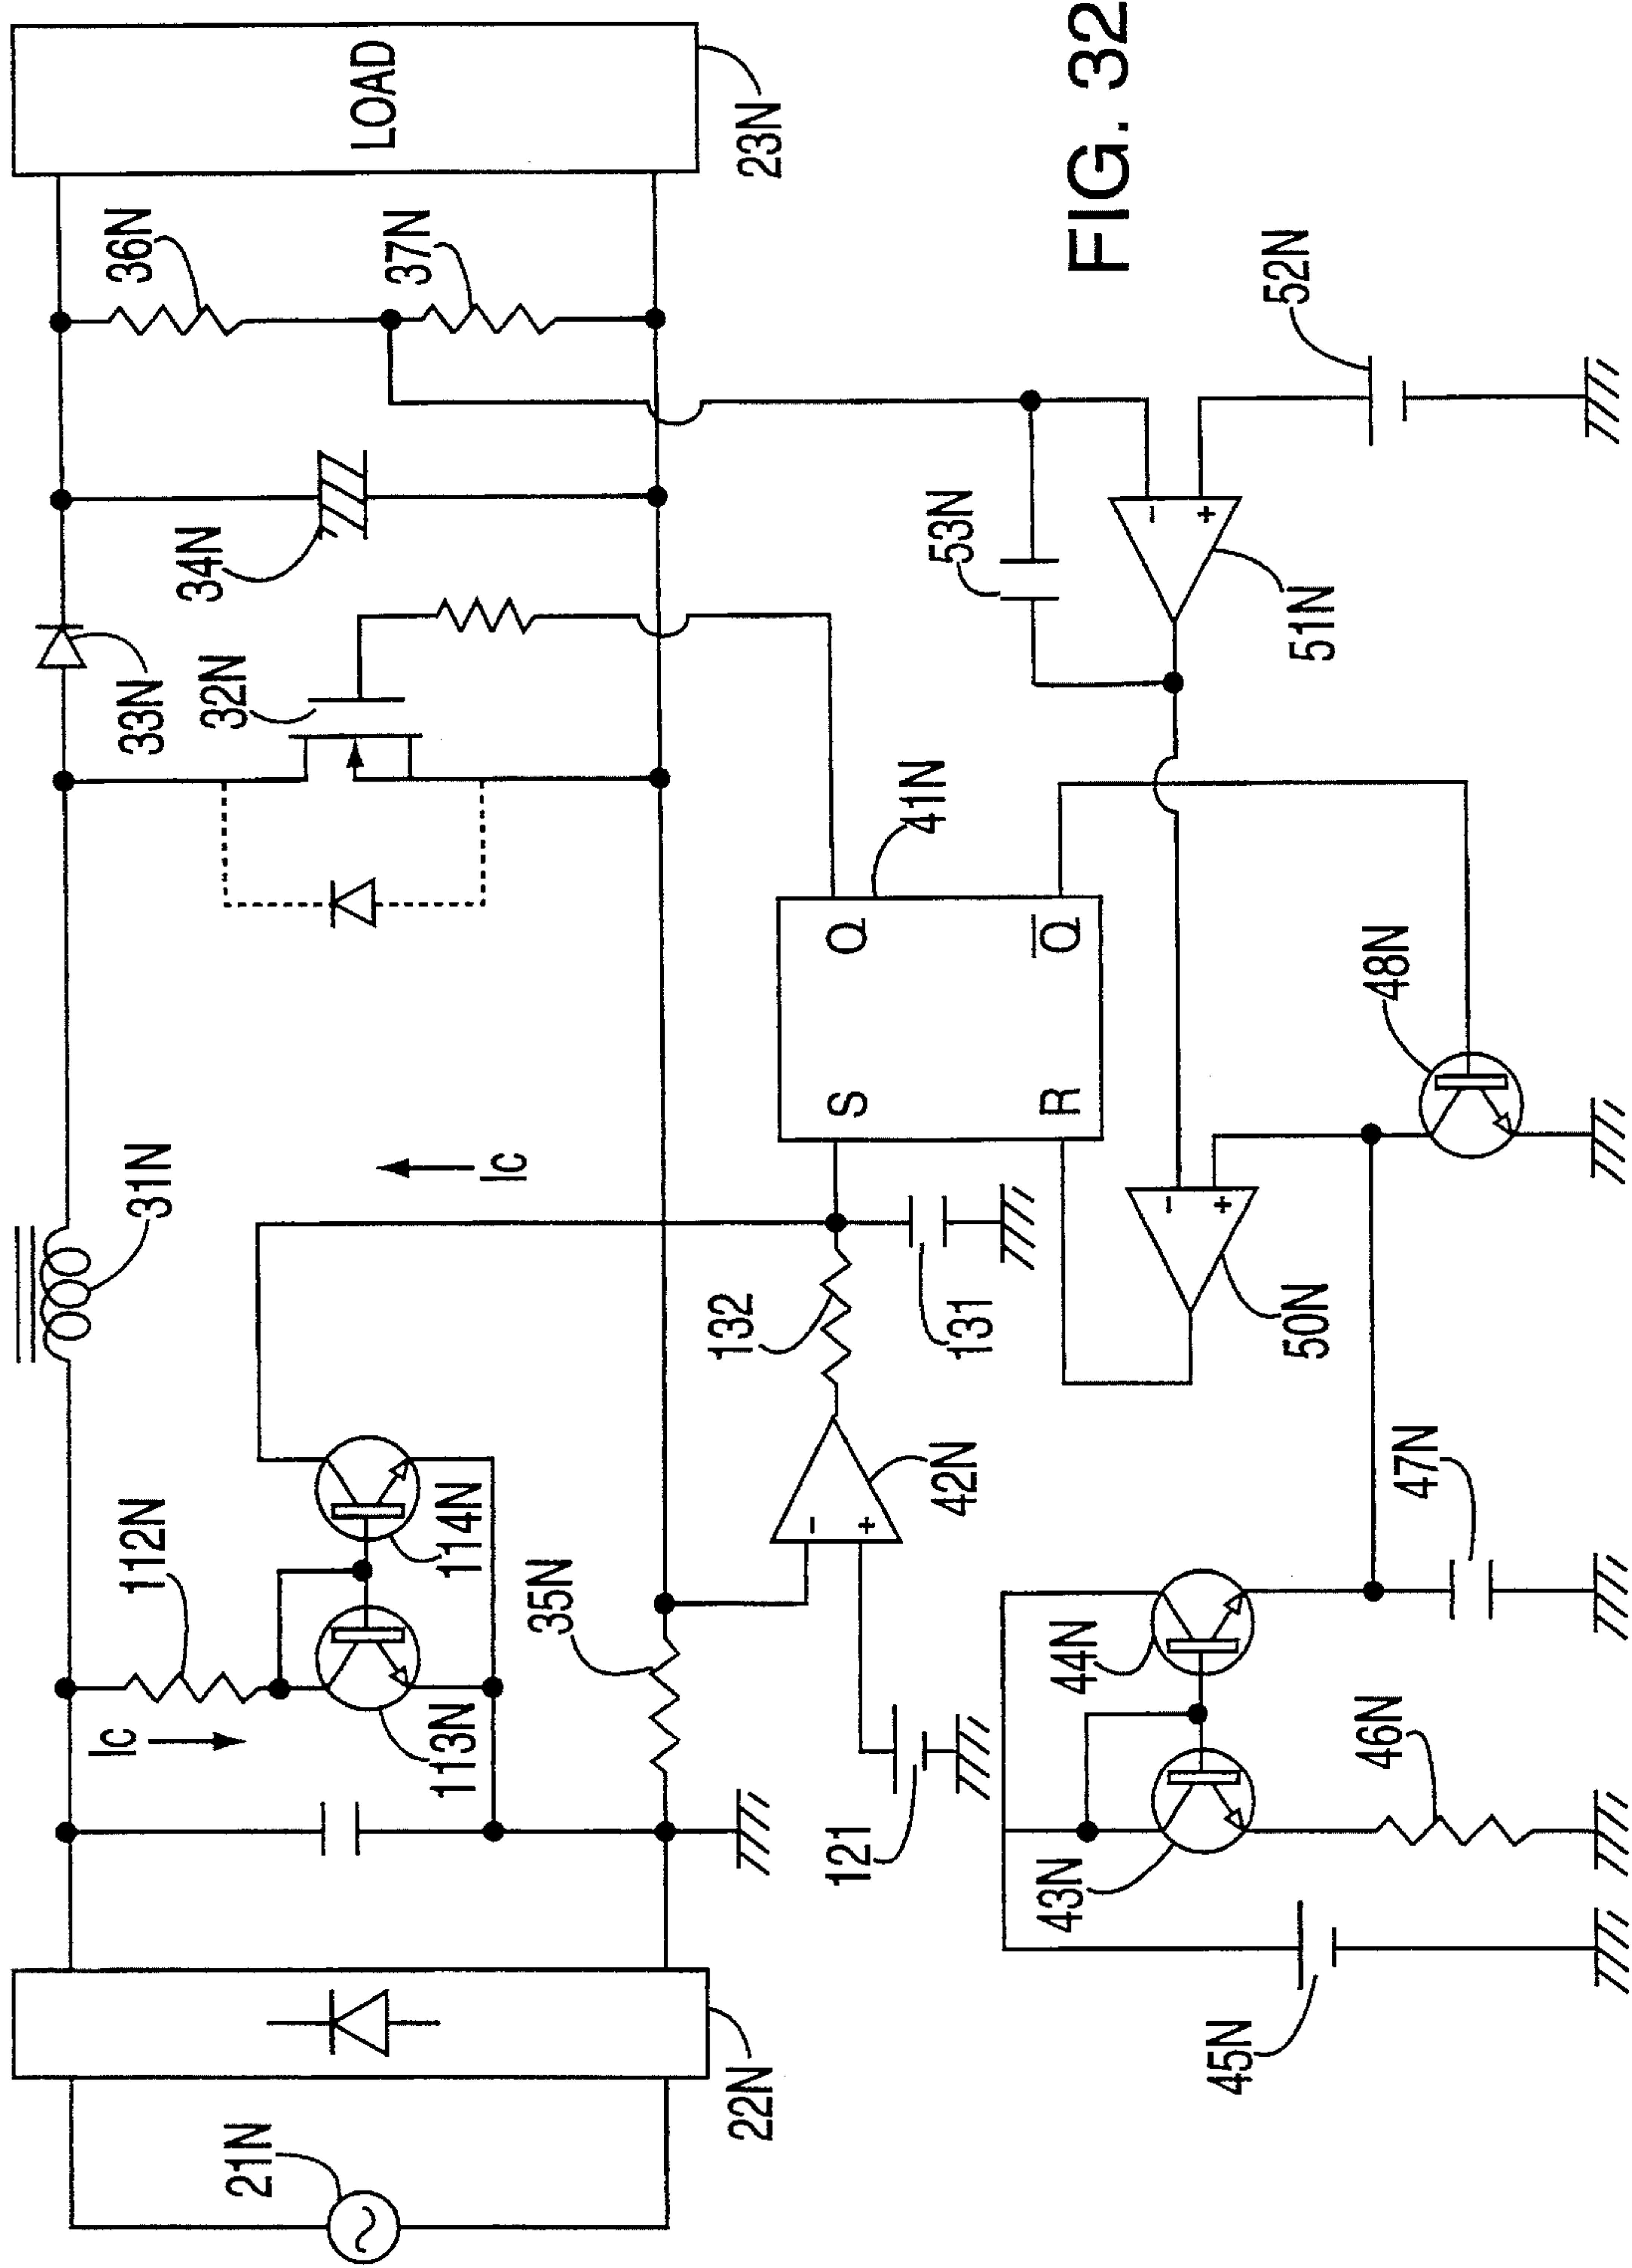 21N
22N
45N
Ic
112N
113N
114N
35N
121
43N
44N
46N
47N
31N
Ic
132
131
42N
-
+
50N
-
+
S
R
Q
Q̅
41N
48N
33N
32N
34N
53N
51N
-
+
36N
37N
52N
LOAD
23N
FIG. 32